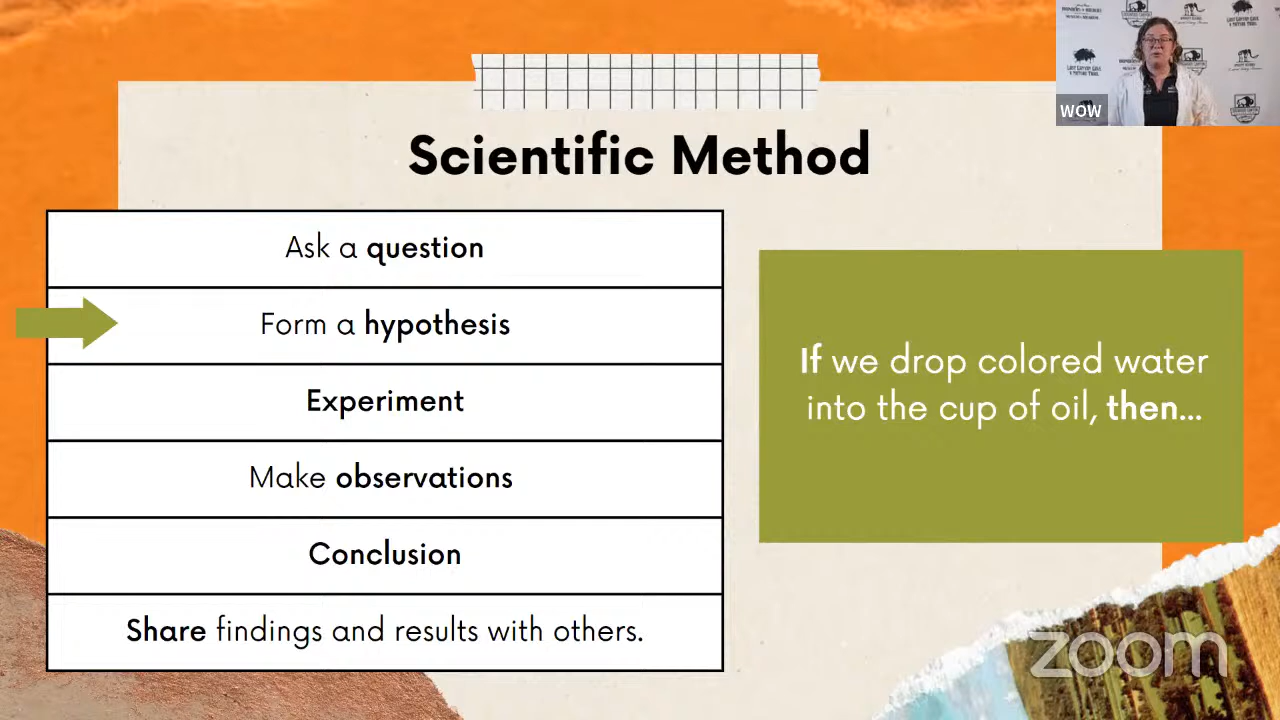 WOW
Scientific Method
Ask a question
Form a hypothesis
Experiment
Make observations
Conclusion
Share findings and results with others.
If we drop colored water
into the cup of oil, then...
zoom